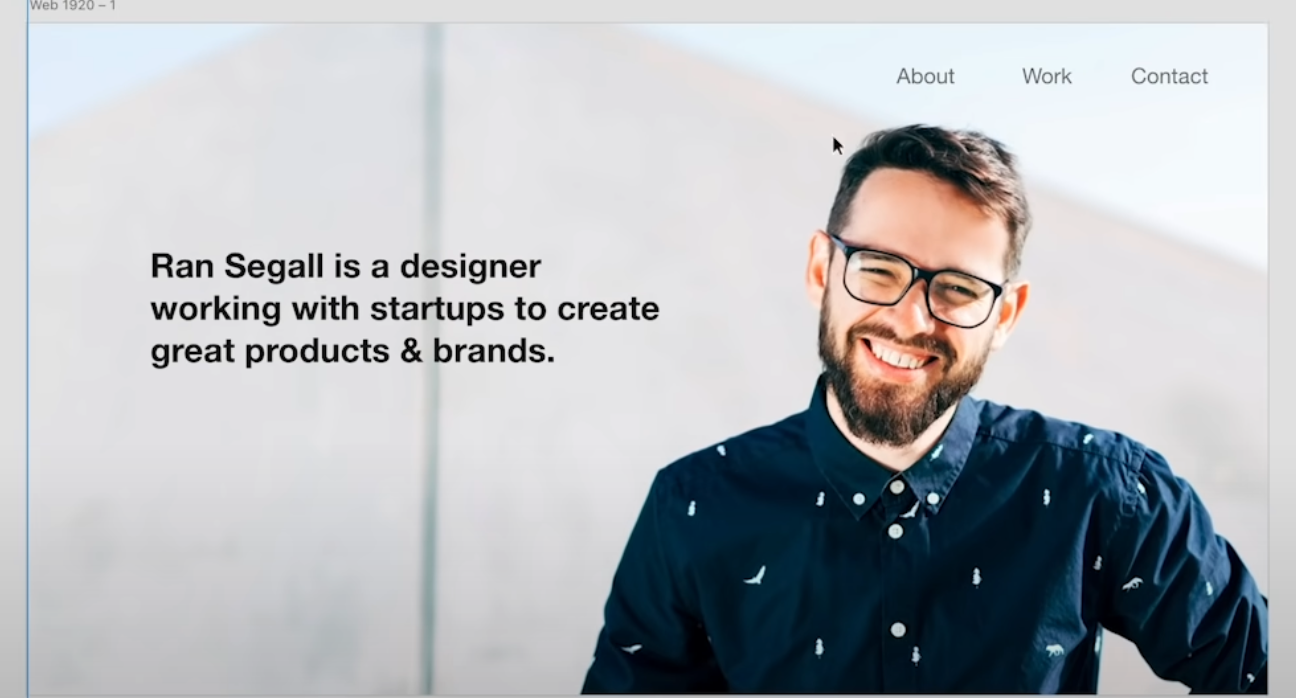 Web 1920 – 1
About Work Contact
Ran Segall is a designer
working with startups to create
great products & brands.